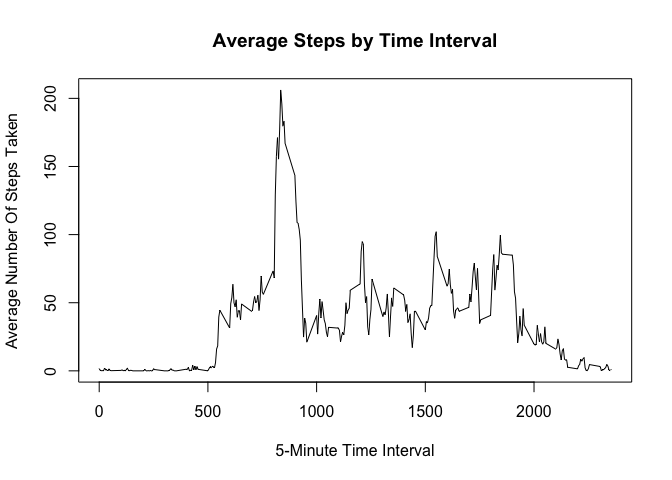 Average Steps by Time Interval
Average Number Of Steps Taken
200
150
100
50
0
0 500 1000 1500 2000
5-Minute Time Interval